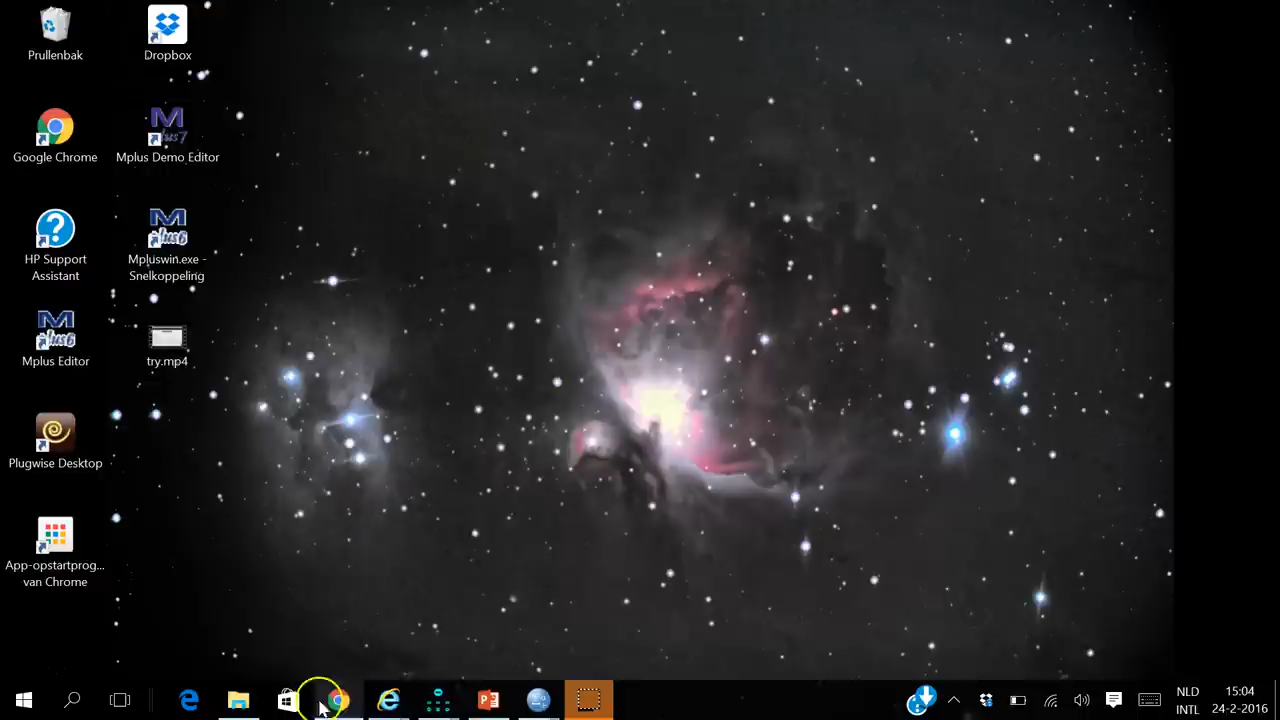 Prullenbak
Dropbox
Google Chrome
Mplus Demo Editor
HP Support
Assistant
Mpluswin.exe -
Snelkoppeling
Mplus Editor
try.mp4
Plugwise Desktop
App-opstartprog...
van Chrome
NLD
INTL
13:04
24-2-2016